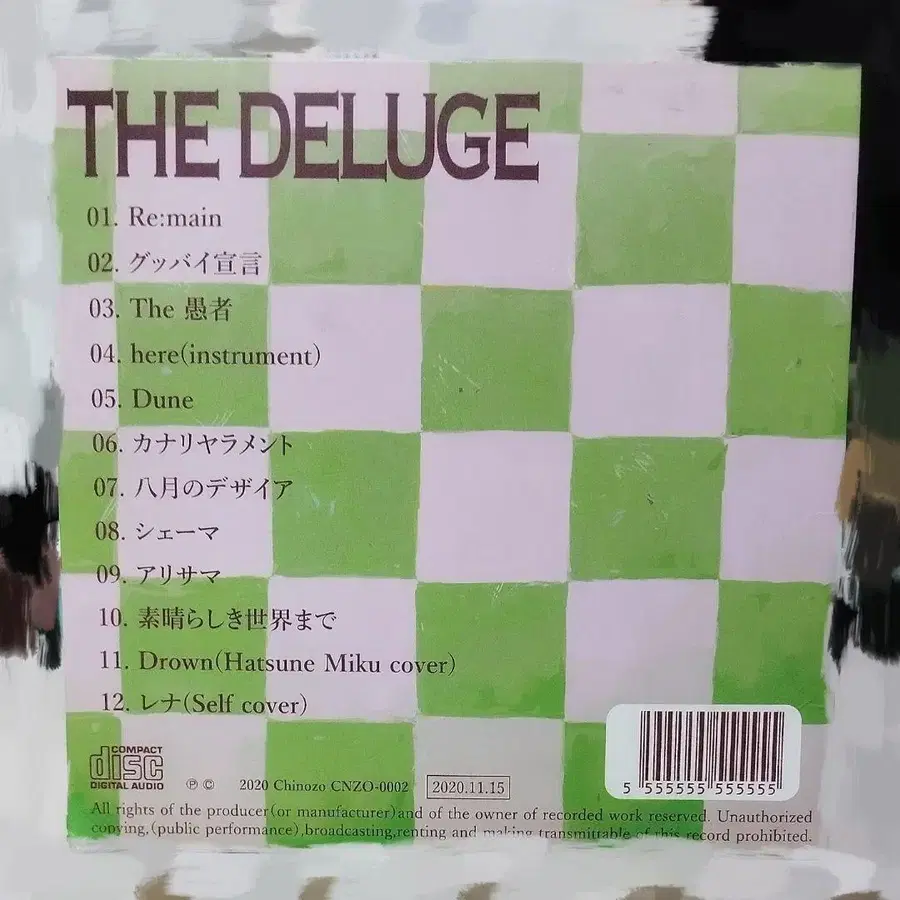 THE DELUGE
01. Re:main
02. グッバイ宣言
03. The 愚者
04. here(instrument)
05. Dune
06. カナリヤラメント
07. 八月のデザイア
08. シェーマ
09. アリサマ
10. 素晴らしき世界まで
11. Drown(Hatsune Miku cover)
12. レナ(Self cover)
COMPACT
disc
DIGITAL AUDIO
℗ © 2020 Chinozo CNZO-0002 2020.11.15
5 555555 555555
All rights of the producer(or manufacturer)and of the owner of recorded work reserved. Unauthorized
copying,(public performance),broadcasting,renting and making transmittable of this record prohibited.